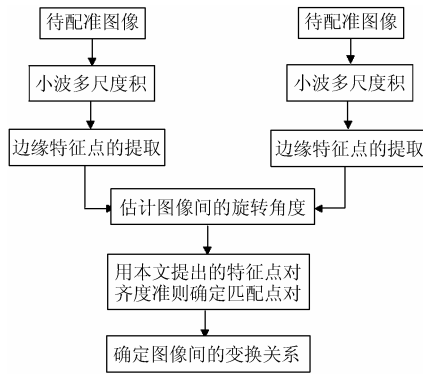 待配准图像
待配准图像
小波多尺度积
小波多尺度积
边缘特征点的提取
边缘特征点的提取
估计图像间的旋转角度
用本文提出的特征点对
齐度准则确定匹配点对
确定图像间的变换关系